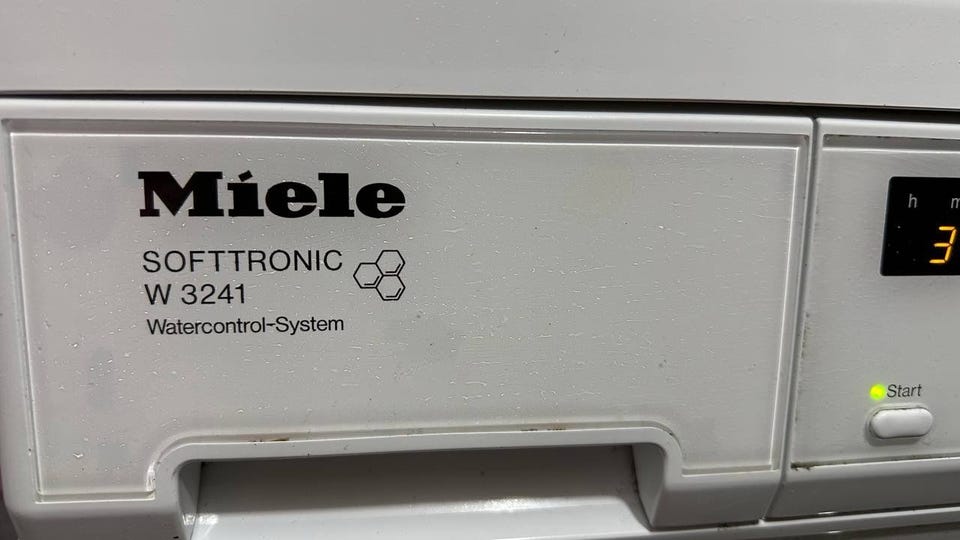 Miele
SOFTTRONIC
W 3241
Watercontrol-System
h m
3
Start